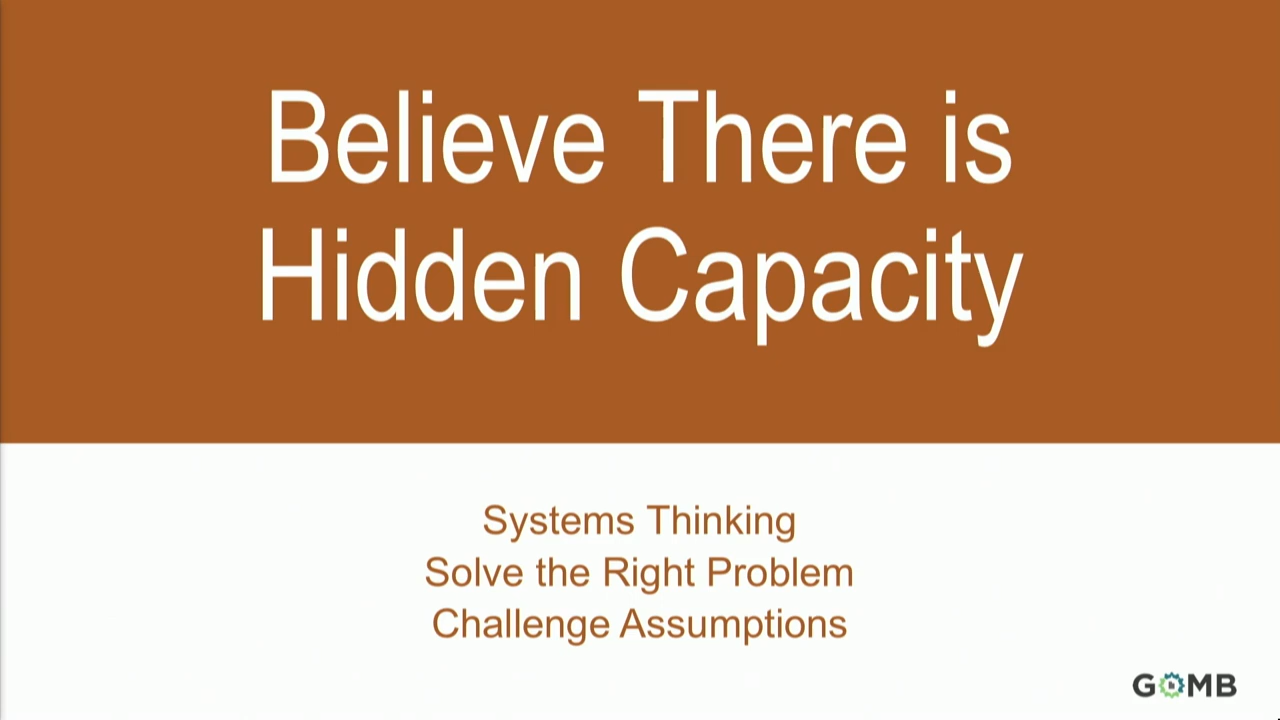 Believe There is
Hidden Capacity
Systems Thinking
Solve the Right Problem
Challenge Assumptions
GOMB